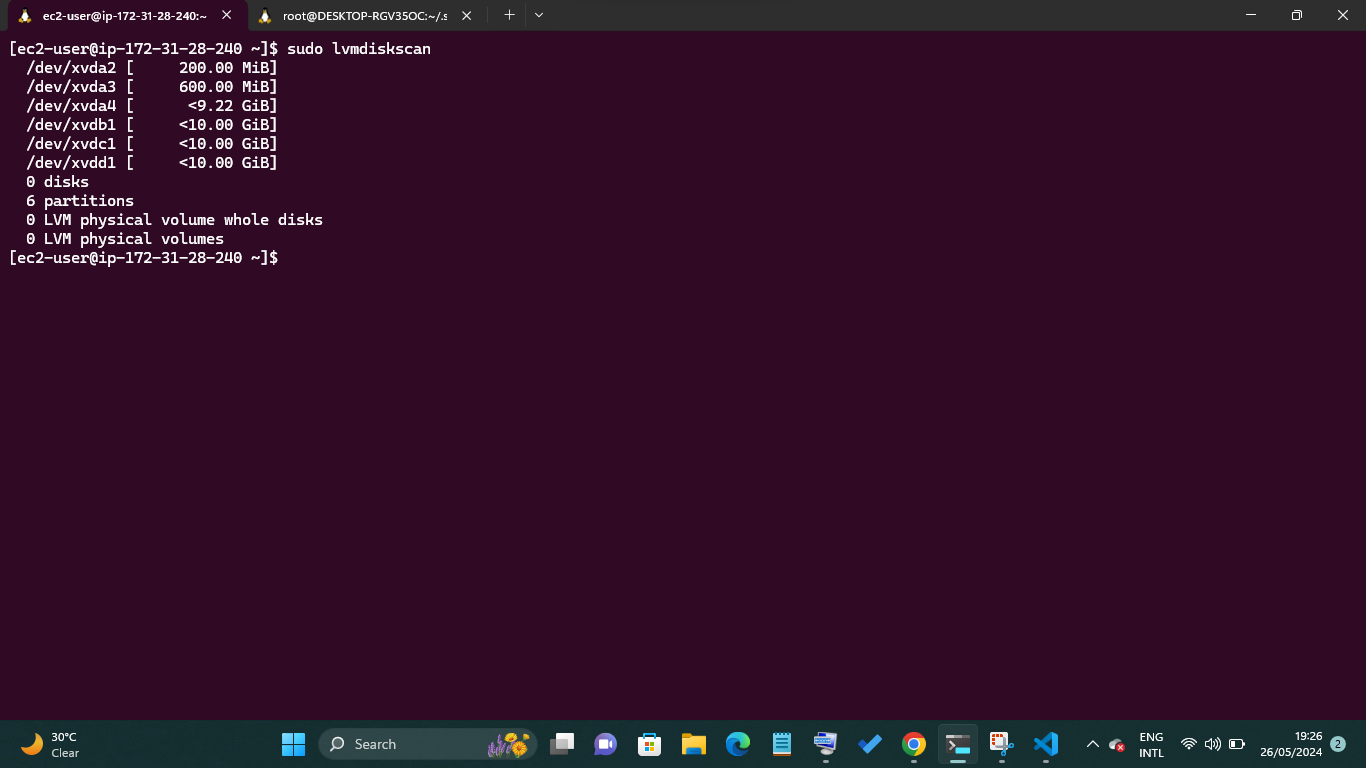 ec2-user@ip-172-31-28-240:~
root@DESKTOP-RGV35OC:~/.s
[ec2-user@ip-172-31-28-240 ~]$ sudo lvmdiskscan
  /dev/xvda2 [     200.00 MiB]
  /dev/xvda3 [     600.00 MiB]
  /dev/xvda4 [      <9.22 GiB]
  /dev/xvdb1 [     <10.00 GiB]
  /dev/xvdc1 [     <10.00 GiB]
  /dev/xvdd1 [     <10.00 GiB]
  0 disks
  6 partitions
  0 LVM physical volume whole disks
  0 LVM physical volumes
[ec2-user@ip-172-31-28-240 ~]$
30°C
Clear
Search
ENG
INTL
19:26
26/05/2024
2